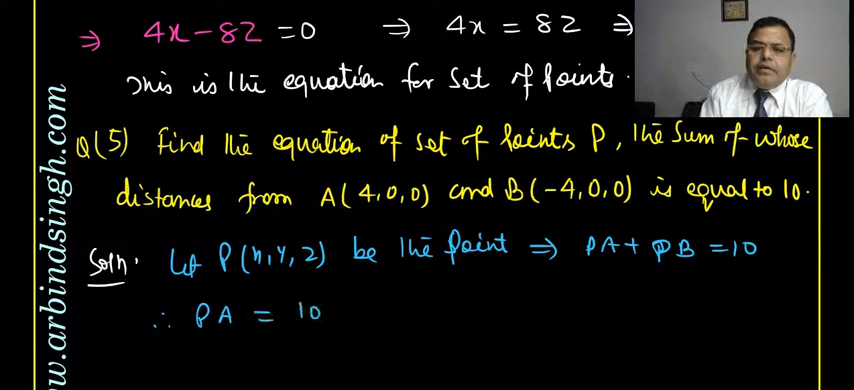 ⇒ 4x - 8z = 0 ⇒ 4x = 8z ⇒
This is the equation for set of points.
Q(5) Find the equation of set of points P, the sum of whose
distances from A(4,0,0) and B(-4,0,0) is equal to 10.
Soln. Let P(x,y,z) be the point ⇒ PA + PB = 10
∴ PA = 10
www.arbindsingh.com